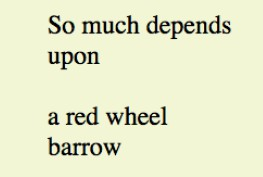 So much depends
upon

a red wheel
barrow